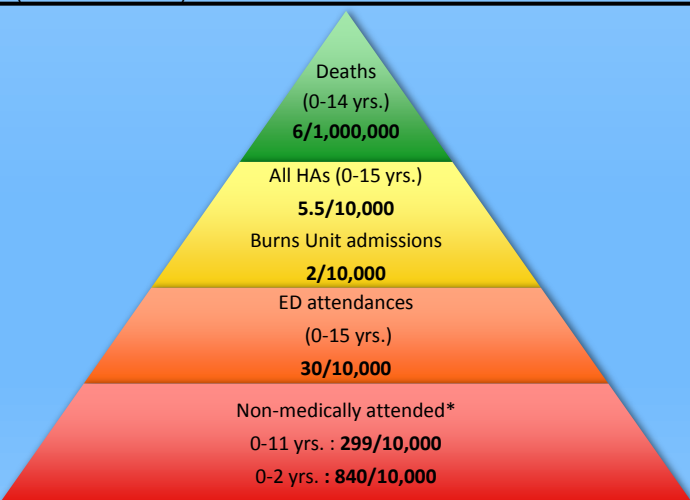 Deaths
(0-14 yrs.)
6/1,000,000
All HAs (0-15 yrs.)
5.5/10,000
Burns Unit admissions
2/10,000
ED attendances
(0-15 yrs.)
30/10,000
Non-medically attended*
0-11 yrs. : 299/10,000
0-2 yrs. : 840/10,000